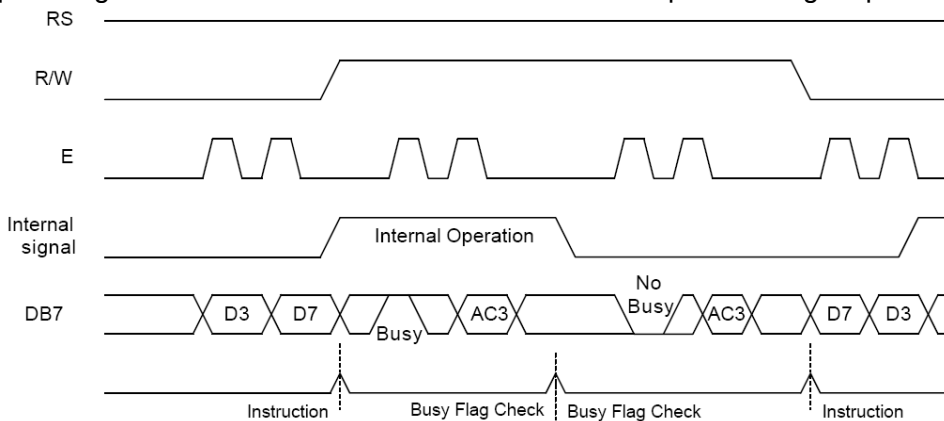 RS
R/W
E
Internal
signal
Internal Operation
DB7
D3 D7 Busy AC3 No
Busy AC3 D7 D3
Instruction Busy Flag Check Busy Flag Check Instruction